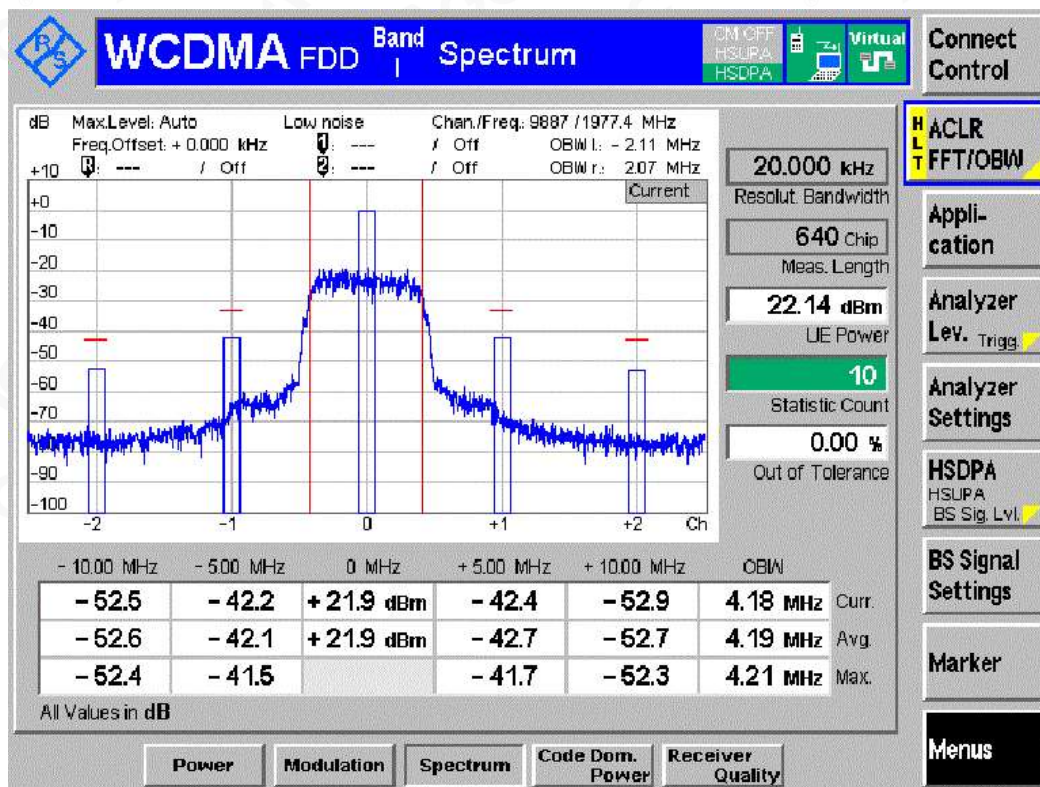 R&S
WCDMA FDD Band I Spectrum
CM OFF
HSUPA
HSDPA
Virtual
Connect Control
dB Max.Level: Auto Low noise Chan./Freq.: 9887 / 1977.4 MHz
Freq.Offset: + 0.000 kHz 1: --- / Off OBW l.: - 2.11 MHz
R: --- / Off 2: --- / Off OBW r.: 2.07 MHz
Current
+10
+0
-10
-20
-30
-40
-50
-60
-70
-90
-100
-2 -1 0 +1 +2 Ch
20.000 kHz
Resolut. Bandwidth
640 Chip
Meas. Length
22.14 dBm
UE Power
10
Statistic Count
0.00 %
Out of Tolerance
HLT
ACLR
FFT/OBW
Appli-
cation
Analyzer
Lev. Trigg.
Analyzer
Settings
HSDPA
HSUPA
BS Sig. Lvl.
BS Signal
Settings
Marker
Menus
- 10.00 MHz - 5.00 MHz 0 MHz + 5.00 MHz + 10.00 MHz OBW
- 52.5 - 42.2 + 21.9 dBm - 42.4 - 52.9 4.18 MHz Curr.
- 52.6 - 42.1 + 21.9 dBm - 42.7 - 52.7 4.19 MHz Avg.
- 52.4 - 41.5 - 41.7 - 52.3 4.21 MHz Max.
All Values in dB
Power
Modulation
Spectrum
Code Dom.
Power
Receiver
Quality